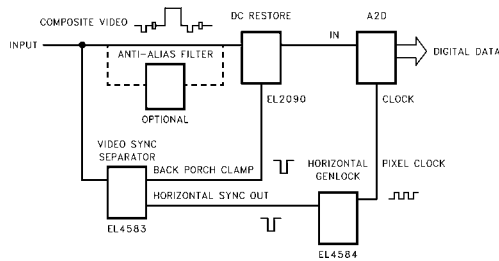 COMPOSITE VIDEO
DC RESTORE
A2D
INPUT
IN
ANTI-ALIAS FILTER
DIGITAL DATA
OPTIONAL
EL2090
CLOCK
VIDEO SYNC
SEPARATOR
BACK PORCH CLAMP
HORIZONTAL
GENLOCK
PIXEL CLOCK
HORIZONTAL SYNC OUT
EL4583
EL4584